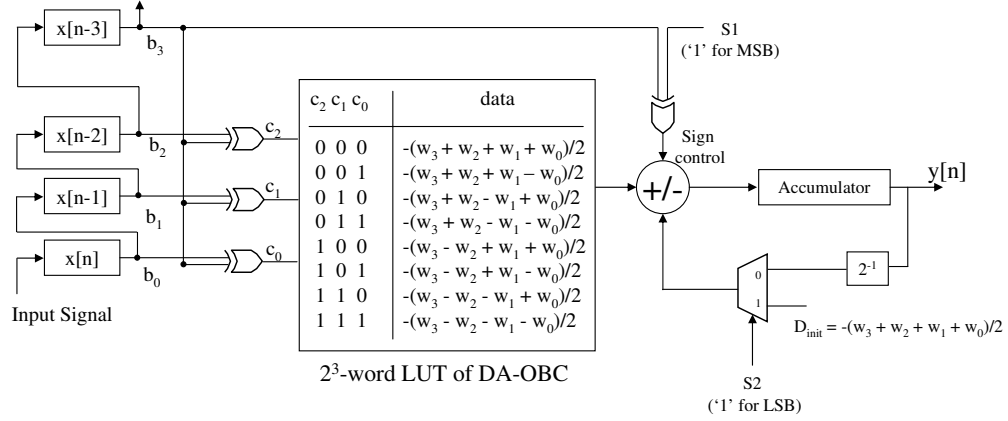 x[n-3]
b₃
S1
(‘1’ for MSB)
c₂ c₁ c₀ data
x[n-2]
b₂
c₂
0 0 0 -(w₃ + w₂ + w₁ + w₀)/2
0 0 1 -(w₃ + w₂ + w₁ – w₀)/2
0 1 0 -(w₃ + w₂ - w₁ + w₀)/2
0 1 1 -(w₃ + w₂ - w₁ - w₀)/2
1 0 0 -(w₃ - w₂ + w₁ + w₀)/2
1 0 1 -(w₃ - w₂ + w₁ - w₀)/2
1 1 0 -(w₃ - w₂ - w₁ + w₀)/2
1 1 1 -(w₃ - w₂ - w₁ - w₀)/2
Sign
control
x[n-1]
b₁
c₁
+/-
Accumulator
y[n]
x[n]
b₀
c₀
0
2⁻¹
1
Input Signal
D_init = -(w₃ + w₂ + w₁ + w₀)/2
2³-word LUT of DA-OBC
S2
(‘1’ for LSB)